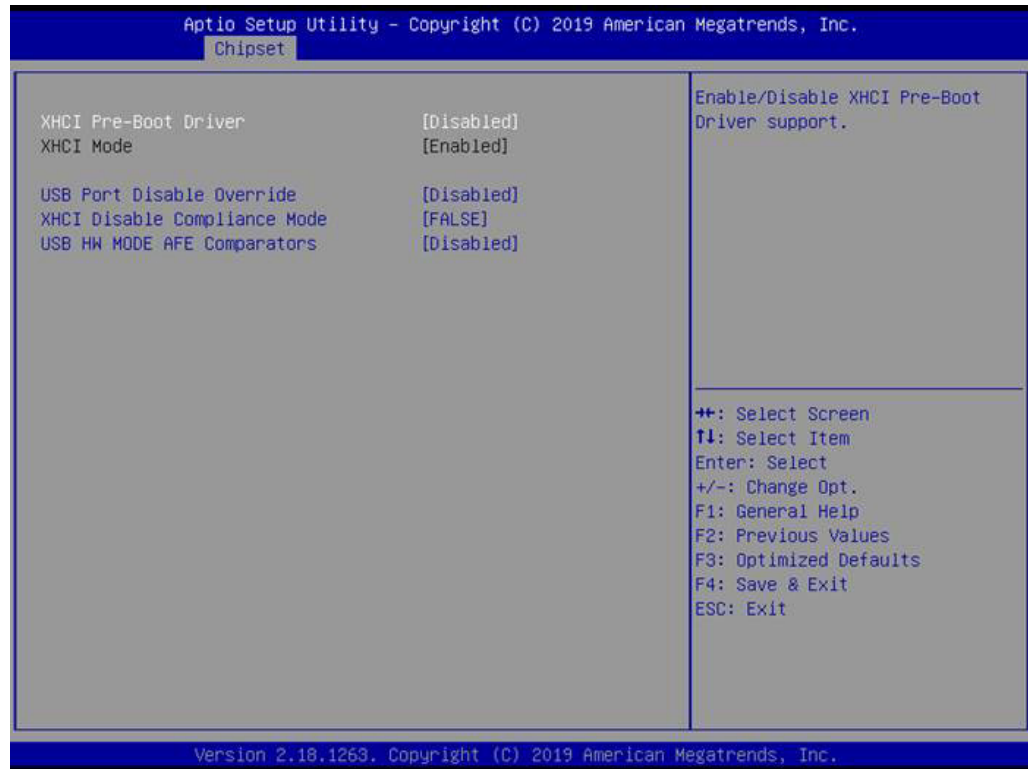 Aptio Setup Utility – Copyright (C) 2019 American Megatrends, Inc.
Chipset
XHCI Pre-Boot Driver [Disabled]
XHCI Mode [Enabled]
USB Port Disable Override [Disabled]
XHCI Disable Compliance Mode [FALSE]
USB HW MODE AFE Comparators [Disabled]
Enable/Disable XHCI Pre-Boot
Driver support.
→←: Select Screen
↑↓: Select Item
Enter: Select
+/-: Change Opt.
F1: General Help
F2: Previous Values
F3: Optimized Defaults
F4: Save & Exit
ESC: Exit
Version 2.18.1263. Copyright (C) 2019 American Megatrends, Inc.